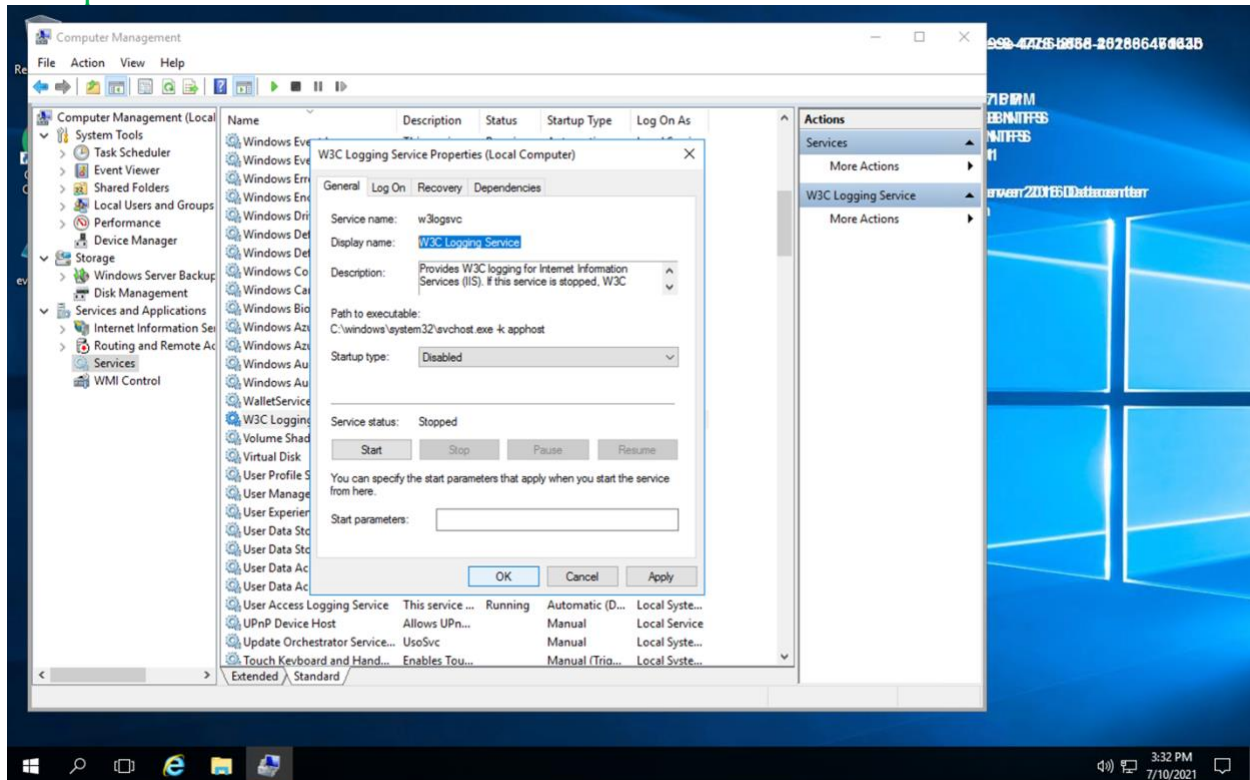 Computer Management
File Action View Help
Computer Management (Local
System Tools
Task Scheduler
Event Viewer
Shared Folders
Local Users and Groups
Performance
Device Manager
Storage
Windows Server Backup
Disk Management
Services and Applications
Internet Information Ser
Routing and Remote Ac
Services
WMI Control
Name Description Status Startup Type Log On As
Windows Eve
Windows Eve
Windows Erro
Windows Enc
Windows Dri
Windows Def
Windows Def
Windows Co
Windows Ca
Windows Bio
Windows Azu
Windows Azu
Windows Au
Windows Au
WalletService
W3C Logging
Volume Shad
Virtual Disk
User Profile S
User Manage
User Experien
User Data Sto
User Data Sto
User Data Ac
User Data Ac
User Access Logging Service This service ... Running Automatic (D... Local Syste...
UPnP Device Host Allows UPn... Manual Local Service
Update Orchestrator Service... UsoSvc Manual Local Syste...
Touch Keyboard and Hand... Enables Tou... Manual (Trig... Local Syste...
Extended Standard
W3C Logging Service Properties (Local Computer)
General Log On Recovery Dependencies
Service name: w3logsvc
Display name: W3C Logging Service
Description: Provides W3C logging for Internet Information
Services (IIS). If this service is stopped, W3C
Path to executable:
C:\windows\system32\svchost.exe -k apphost
Startup type: Disabled
Service status: Stopped
Start Stop Pause Resume
You can specify the start parameters that apply when you start the service
from here.
Start parameters:
OK Cancel Apply
Actions
Services
More Actions
W3C Logging Service
More Actions
3:32 PM
7/10/2021